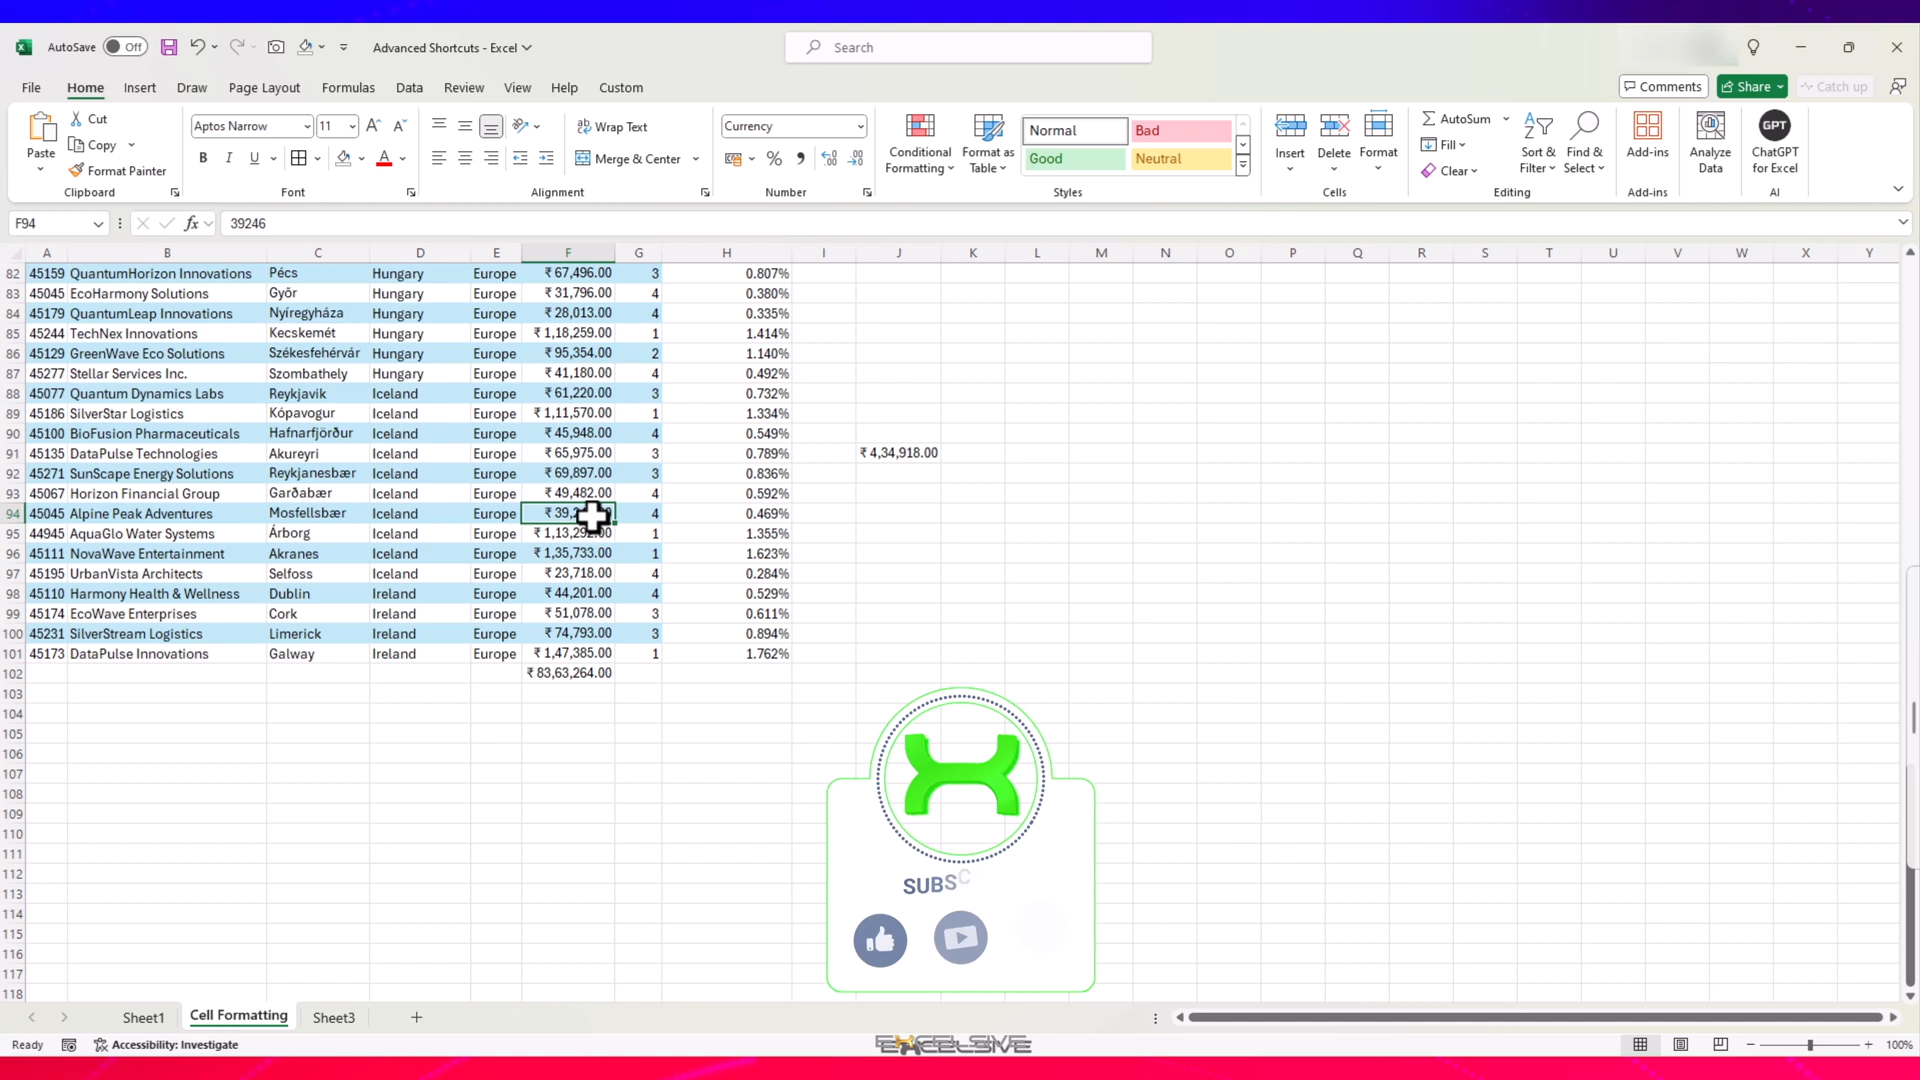 AutoSave Off Advanced Shortcuts - Excel Search
File Home Insert Draw Page Layout Formulas Data Review View Help Custom Comments Share Catch up
Paste Cut Copy Format Painter Clipboard
Aptos Narrow 11 B I U A Font
Wrap Text Merge & Center Alignment
Currency % Number
Conditional Formatting Format as Table Normal Bad Good Neutral Styles
Insert Delete Format Cells
AutoSum Fill Clear Sort & Filter Find & Select Editing
Add-ins Add-ins
Analyze Data
GPT ChatGPT for Excel AI
F94 fx 39246
A B C D E F G H I J K L M N O P Q R S T U V W X Y
82 45159 QuantumHorizon Innovations Pécs Hungary Europe ₹ 67,496.00 3 0.807%
83 45045 EcoHarmony Solutions Győr Hungary Europe ₹ 31,796.00 4 0.380%
84 45179 QuantumLeap Innovations Nyíregyháza Hungary Europe ₹ 28,013.00 4 0.335%
85 45244 TechNex Innovations Kecskemét Hungary Europe ₹ 1,18,259.00 1 1.414%
86 45129 GreenWave Eco Solutions Székesfehérvár Hungary Europe ₹ 95,354.00 2 1.140%
87 45277 Stellar Services Inc. Szombathely Hungary Europe ₹ 41,180.00 4 0.492%
88 45077 Quantum Dynamics Labs Reykjavik Iceland Europe ₹ 61,220.00 3 0.732%
89 45186 SilverStar Logistics Kópavogur Iceland Europe ₹ 1,11,570.00 1 1.334%
90 45100 BioFusion Pharmaceuticals Hafnarfjörður Iceland Europe ₹ 45,948.00 4 0.549%
91 45135 DataPulse Technologies Akureyri Iceland Europe ₹ 65,975.00 3 0.789% ₹ 4,34,918.00
92 45271 SunScape Energy Solutions Reykjanesbær Iceland Europe ₹ 69,897.00 3 0.836%
93 45067 Horizon Financial Group Garðabær Iceland Europe ₹ 49,482.00 4 0.592%
94 45045 Alpine Peak Adventures Mosfellsbær Iceland Europe 4 0.469%
95 44945 AquaGlo Water Systems Árborg Iceland Europe ₹ 1,13,292.00 1 1.355%
96 45111 NovaWave Entertainment Akranes Iceland Europe ₹ 1,35,733.00 1 1.623%
97 45195 UrbanVista Architects Selfoss Iceland Europe ₹ 23,718.00 4 0.284%
98 45110 Harmony Health & Wellness Dublin Ireland Europe ₹ 44,201.00 4 0.529%
99 45174 EcoWave Enterprises Cork Ireland Europe ₹ 51,078.00 3 0.611%
100 45231 SilverStream Logistics Limerick Ireland Europe ₹ 74,793.00 3 0.894%
101 45173 DataPulse Innovations Galway Ireland Europe ₹ 1,47,385.00 1 1.762%
102 ₹ 83,63,264.00
103
104
105
106
107
108
109
110
111
112
113
114
115
116
117
118
SUBSC
Sheet1 Cell Formatting Sheet3
Ready Accessibility: Investigate EXCELSIVE 100%